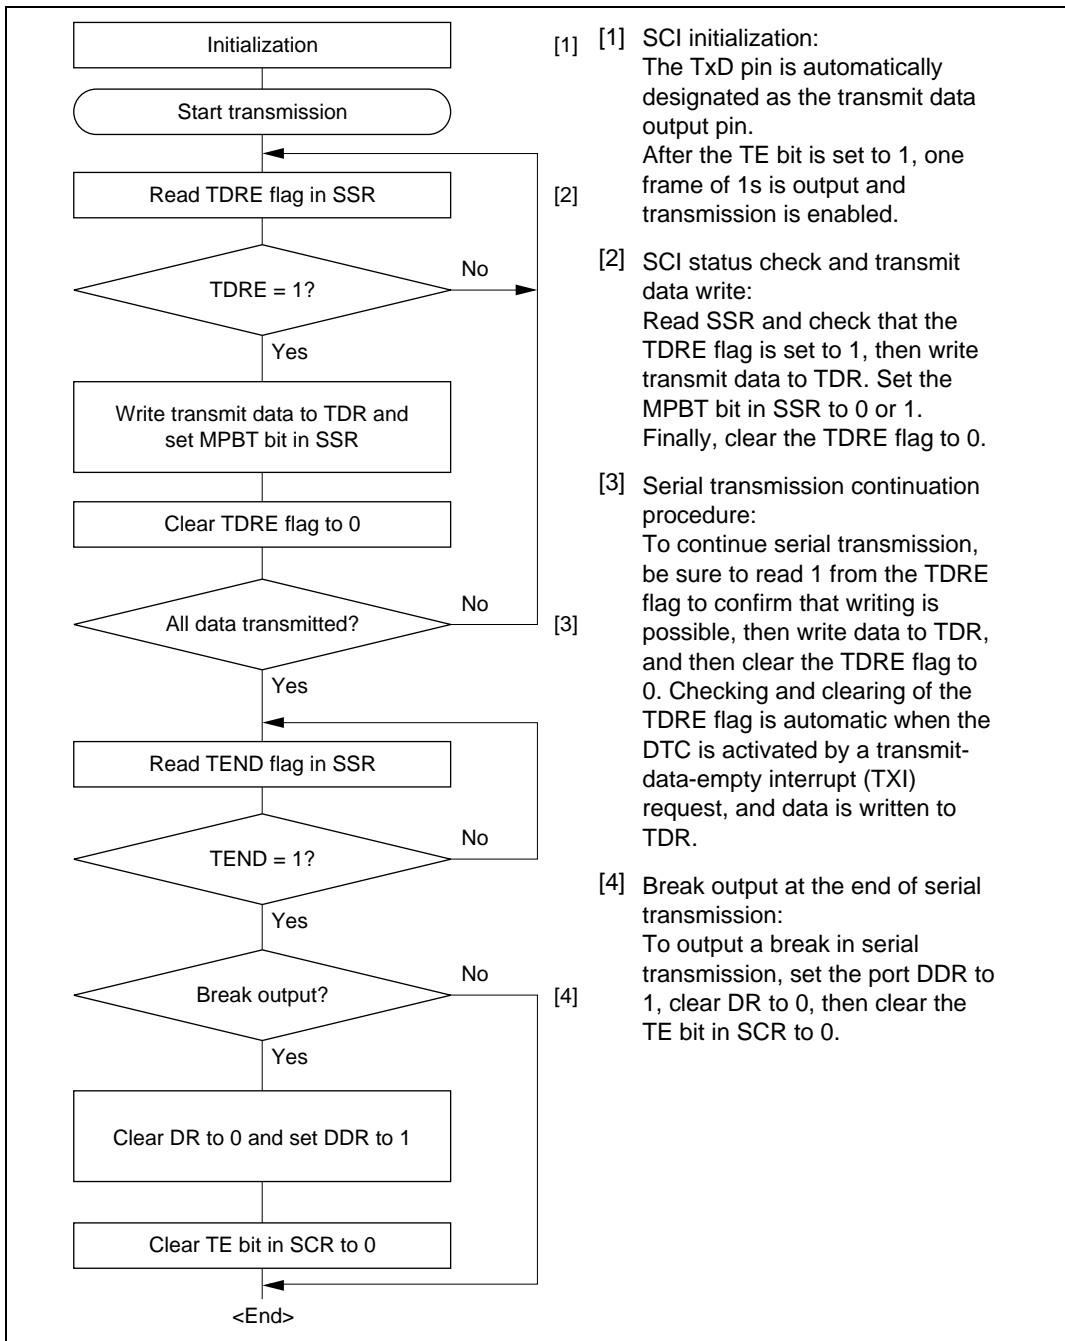 Initialization
[1]
Start transmission
Read TDRE flag in SSR
[2]
TDRE = 1?
No
Yes
Write transmit data to TDR and
set MPBT bit in SSR
Clear TDRE flag to 0
All data transmitted?
No
[3]
Yes
Read TEND flag in SSR
TEND = 1?
No
Yes
Break output?
No
[4]
Yes
Clear DR to 0 and set DDR to 1
Clear TE bit in SCR to 0
<End>
[1] SCI initialization:
The TxD pin is automatically
designated as the transmit data
output pin.
After the TE bit is set to 1, one
frame of 1s is output and
transmission is enabled.
[2] SCI status check and transmit
data write:
Read SSR and check that the
TDRE flag is set to 1, then write
transmit data to TDR. Set the
MPBT bit in SSR to 0 or 1.
Finally, clear the TDRE flag to 0.
[3] Serial transmission continuation
procedure:
To continue serial transmission,
be sure to read 1 from the TDRE
flag to confirm that writing is
possible, then write data to TDR,
and then clear the TDRE flag to
0. Checking and clearing of the
TDRE flag is automatic when the
DTC is activated by a transmit-
data-empty interrupt (TXI)
request, and data is written to
TDR.
[4] Break output at the end of serial
transmission:
To output a break in serial
transmission, set the port DDR to
1, clear DR to 0, then clear the
TE bit in SCR to 0.